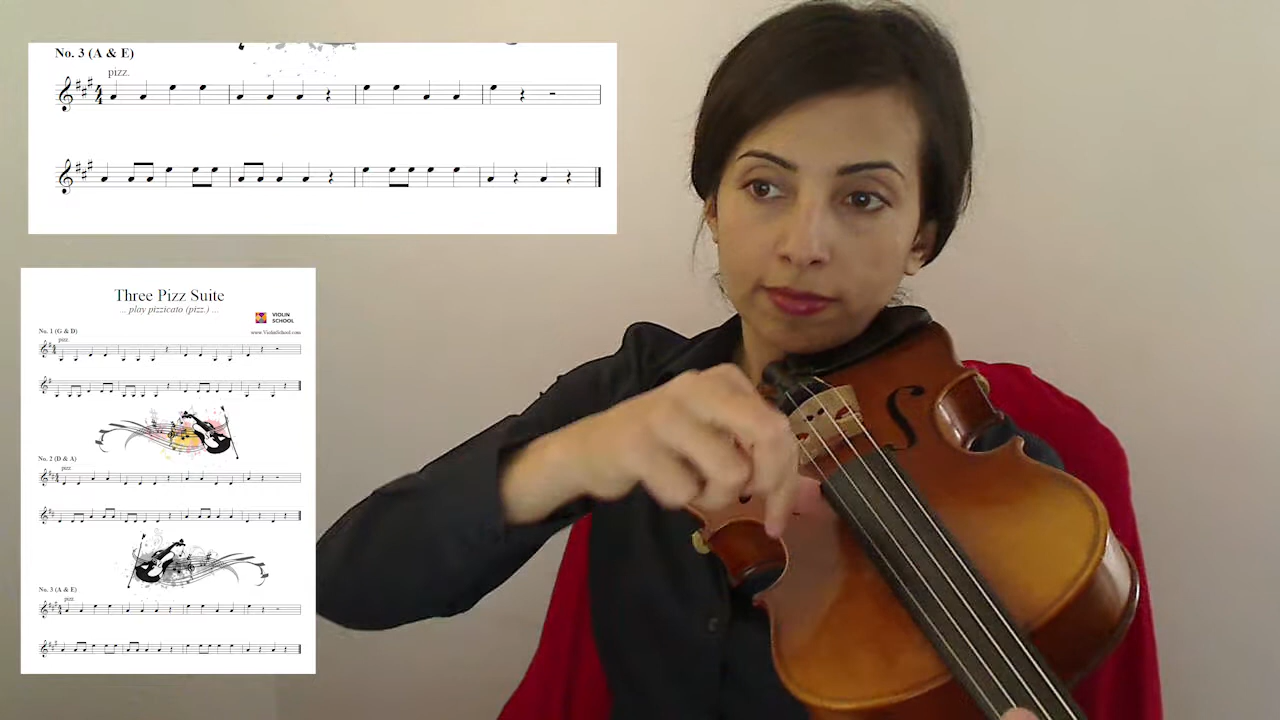 No. 3 (A & E)
pizz.
Three Pizz Suite
... play pizzicato (pizz.) ...
VIOLIN
SCHOOL
www.ViolinSchool.com
No. 1 (G & D)
pizz
No. 2 (D & A)
pizz
No. 3 (A & E)
pizz